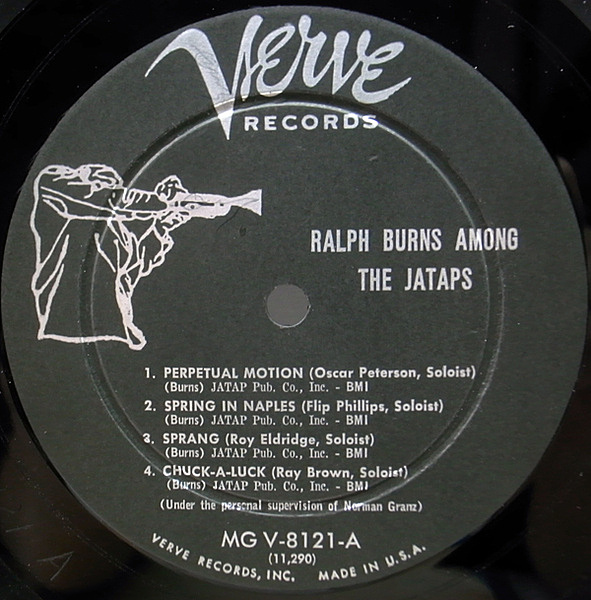 Verve
RECORDS
RALPH BURNS AMONG
THE JATAPS
1. PERPETUAL MOTION (Oscar Peterson, Soloist)
(Burns) JATAP Pub. Co., Inc. - BMI
2. SPRING IN NAPLES (Flip Phillips, Soloist)
(Burns) JATAP Pub. Co., Inc. - BMI
3. SPRANG (Roy Eldridge, Soloist)
(Burns) JATAP Pub. Co., Inc. - BMI
4. CHUCK-A-LUCK (Ray Brown, Soloist)
(Burns) JATAP Pub. Co., Inc. - BMI
(Under the personal supervision of Norman Granz)
MG V-8121-A
(11,290)
VERVE RECORDS, INC. MADE IN U.S.A.
A